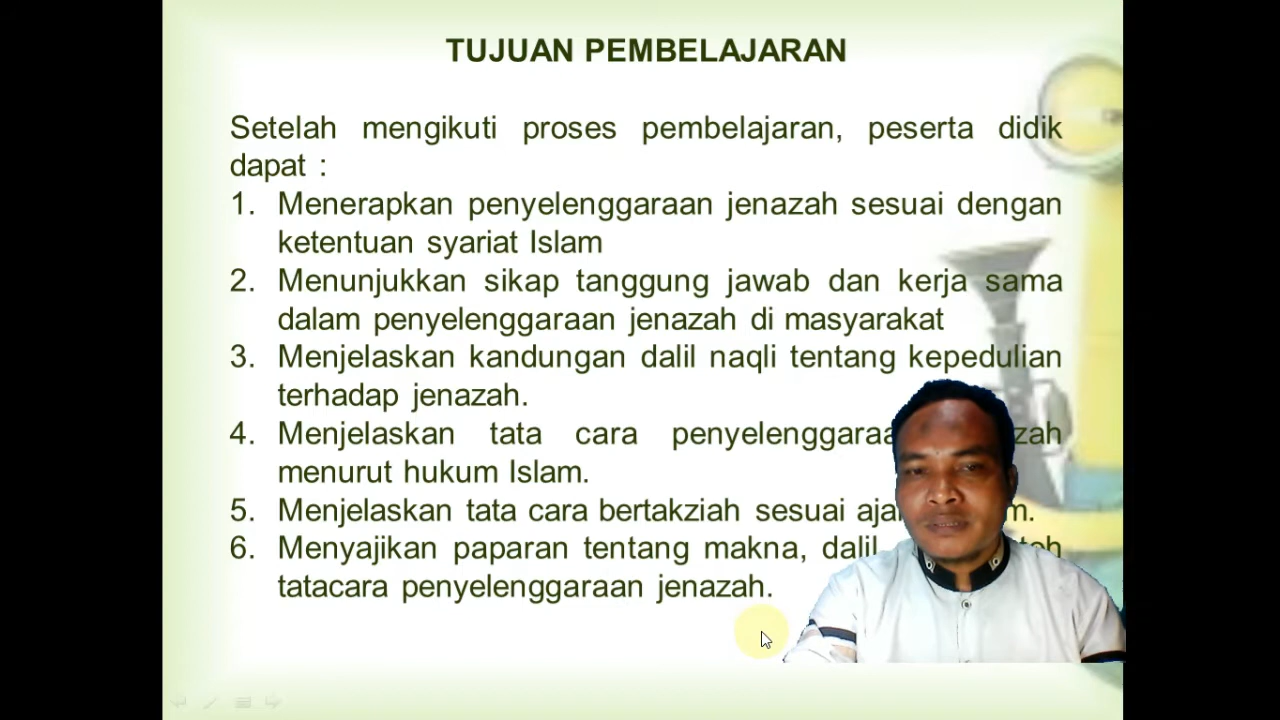 TUJUAN PEMBELAJARAN
Setelah mengikuti proses pembelajaran, peserta didik
dapat :
1. Menerapkan penyelenggaraan jenazah sesuai dengan
ketentuan syariat Islam
2. Menunjukkan sikap tanggung jawab dan kerja sama
dalam penyelenggaraan jenazah di masyarakat
3. Menjelaskan kandungan dalil naqli tentang kepedulian
terhadap jenazah.
4. Menjelaskan tata cara
menurut hukum Islam.
5. Menjelaskan tata cara bertakziah sesuai
6. Menyajikan paparan tentang makna, dalil
tatacara penyelenggaraan jenazah.